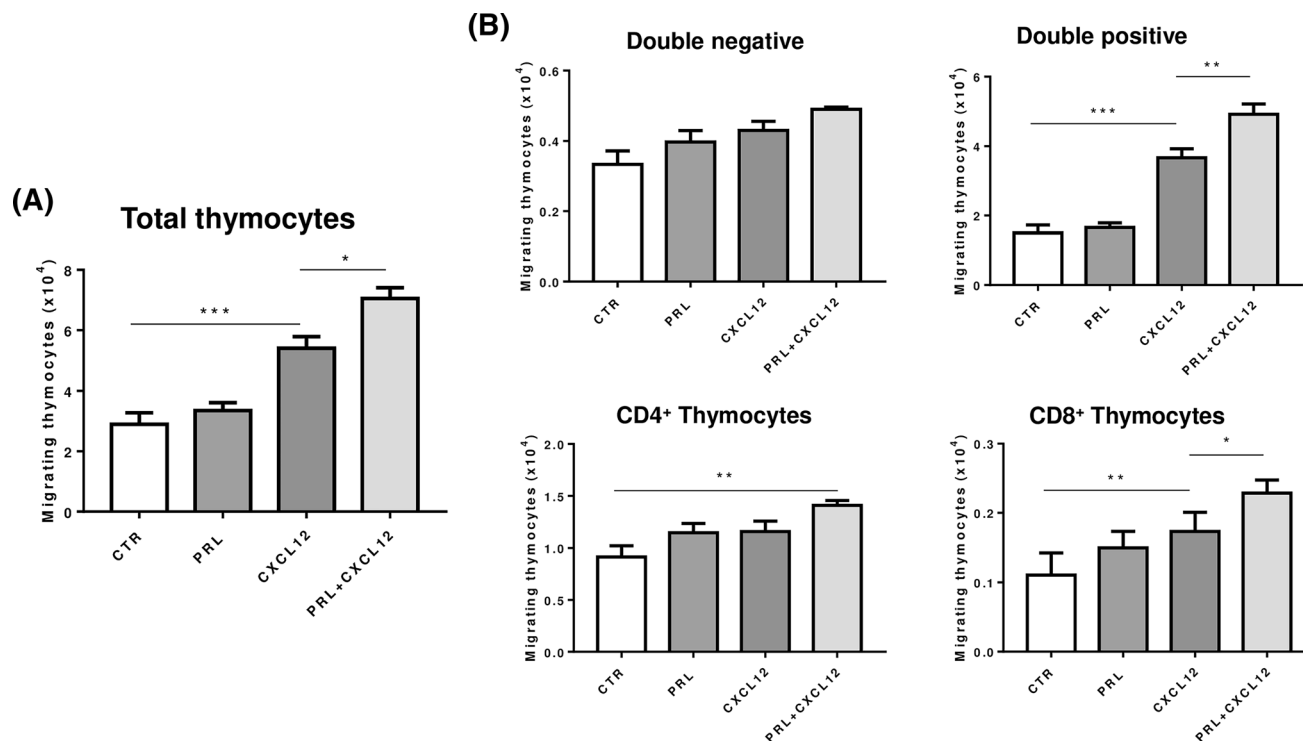 (A)
Total thymocytes
Migrating thymocytes (x10⁴)
8
6
4
2
0
***
*
CTR
PRL
CXCL12
PRL+CXCL12
(B)
Double negative
Migrating thymocytes (x10⁴)
0.6
0.4
0.2
0.0
CTR
PRL
CXCL12
PRL+CXCL12
Double positive
Migrating thymocytes (x10⁴)
6
4
2
0
***
**
CTR
PRL
CXCL12
PRL+CXCL12
CD4⁺ Thymocytes
Migrating thymocytes (x10⁴)
2.0
1.5
1.0
0.5
0.0
**
CTR
PRL
CXCL12
PRL+CXCL12
CD8⁺ Thymocytes
Migrating thymocytes (x10⁴)
0.3
0.2
0.1
0.0
**
*
CTR
PRL
CXCL12
PRL+CXCL12